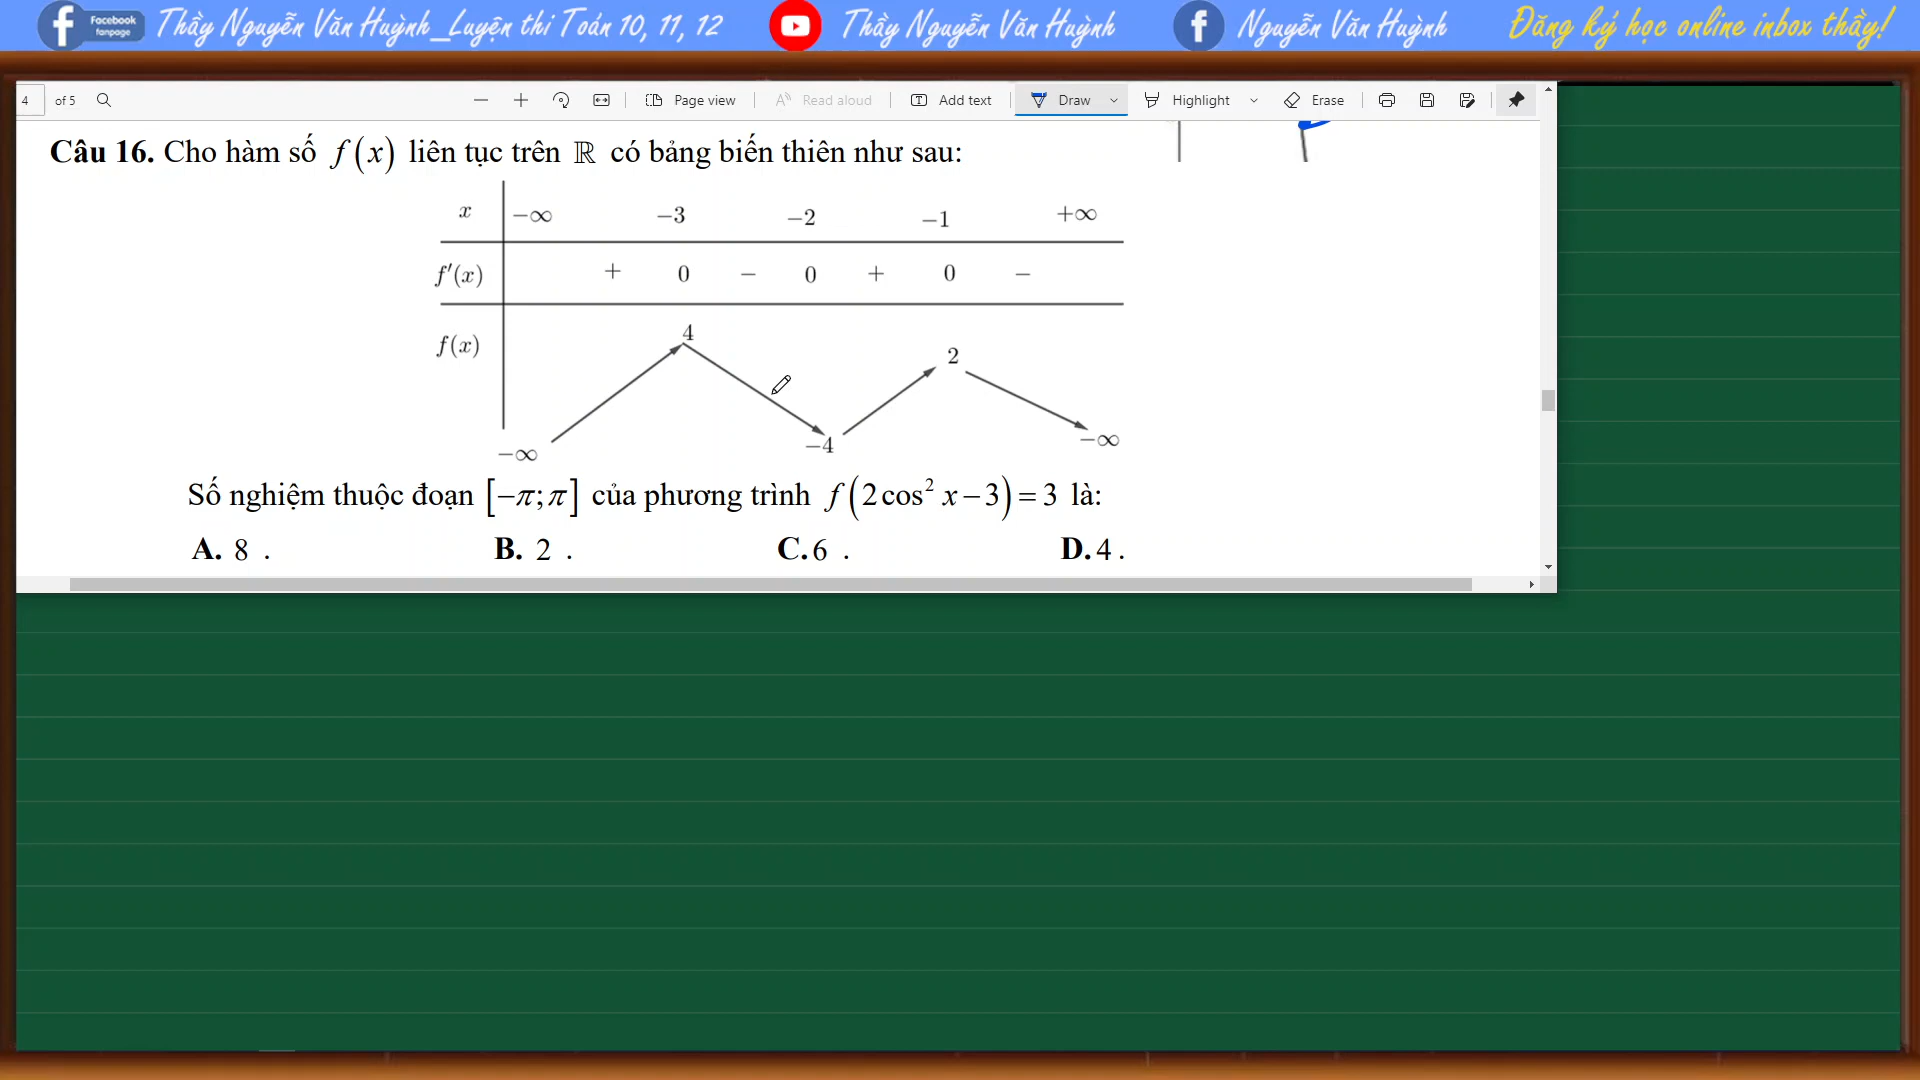 Facebook fanpage Thầy Nguyễn Văn Huỳnh_Luyện thi Toán 10, 11, 12 Thầy Nguyễn Văn Huỳnh Nguyễn Văn Huỳnh Đăng ký học online inbox thầy!
4 of 5 Page view Read aloud Add text Draw Highlight Erase
Câu 16. Cho hàm số f(x) liên tục trên ℝ có bảng biến thiên như sau:
x −∞ −3 −2 −1 +∞
f′(x) + 0 − 0 + 0 −
f(x) −∞ 4 −4 2 −∞
Số nghiệm thuộc đoạn [−π;π] của phương trình f(2cos² x−3)=3 là:
A. 8 . B. 2 . C. 6 . D. 4 .